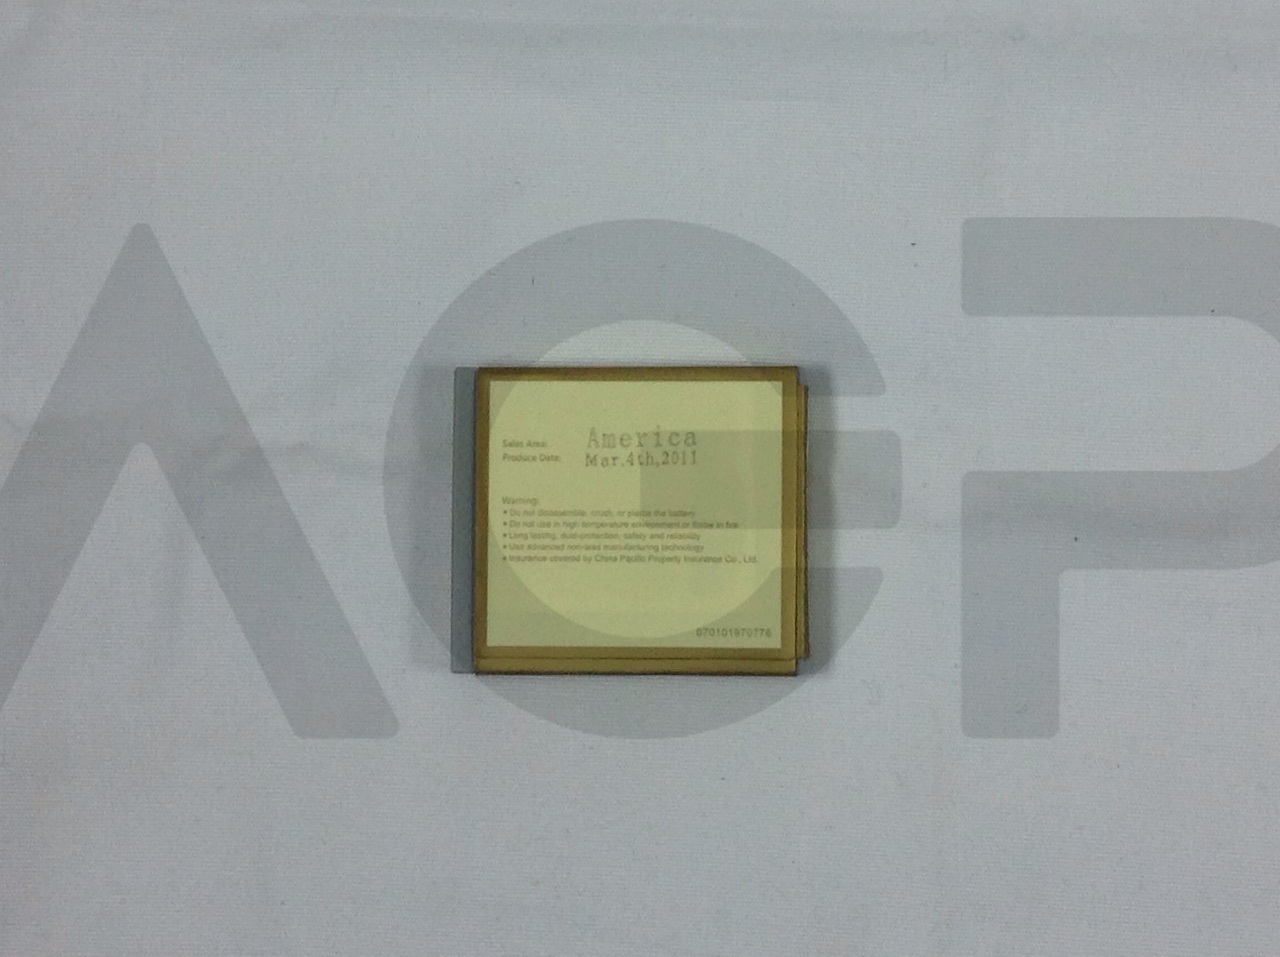 Sales Area: America
Produce Date: Mar.4th,2011
Warning:
• Do not disassemble, crush, or pierce the battery
• Do not use in high temperature environment or throw in fire
• Long lasting, dust-protection, safety and reliability
• Use advanced non-wax manufacturing technology
• Insurance covered by China Pacific Property Insurance Co., Ltd.
070101970776